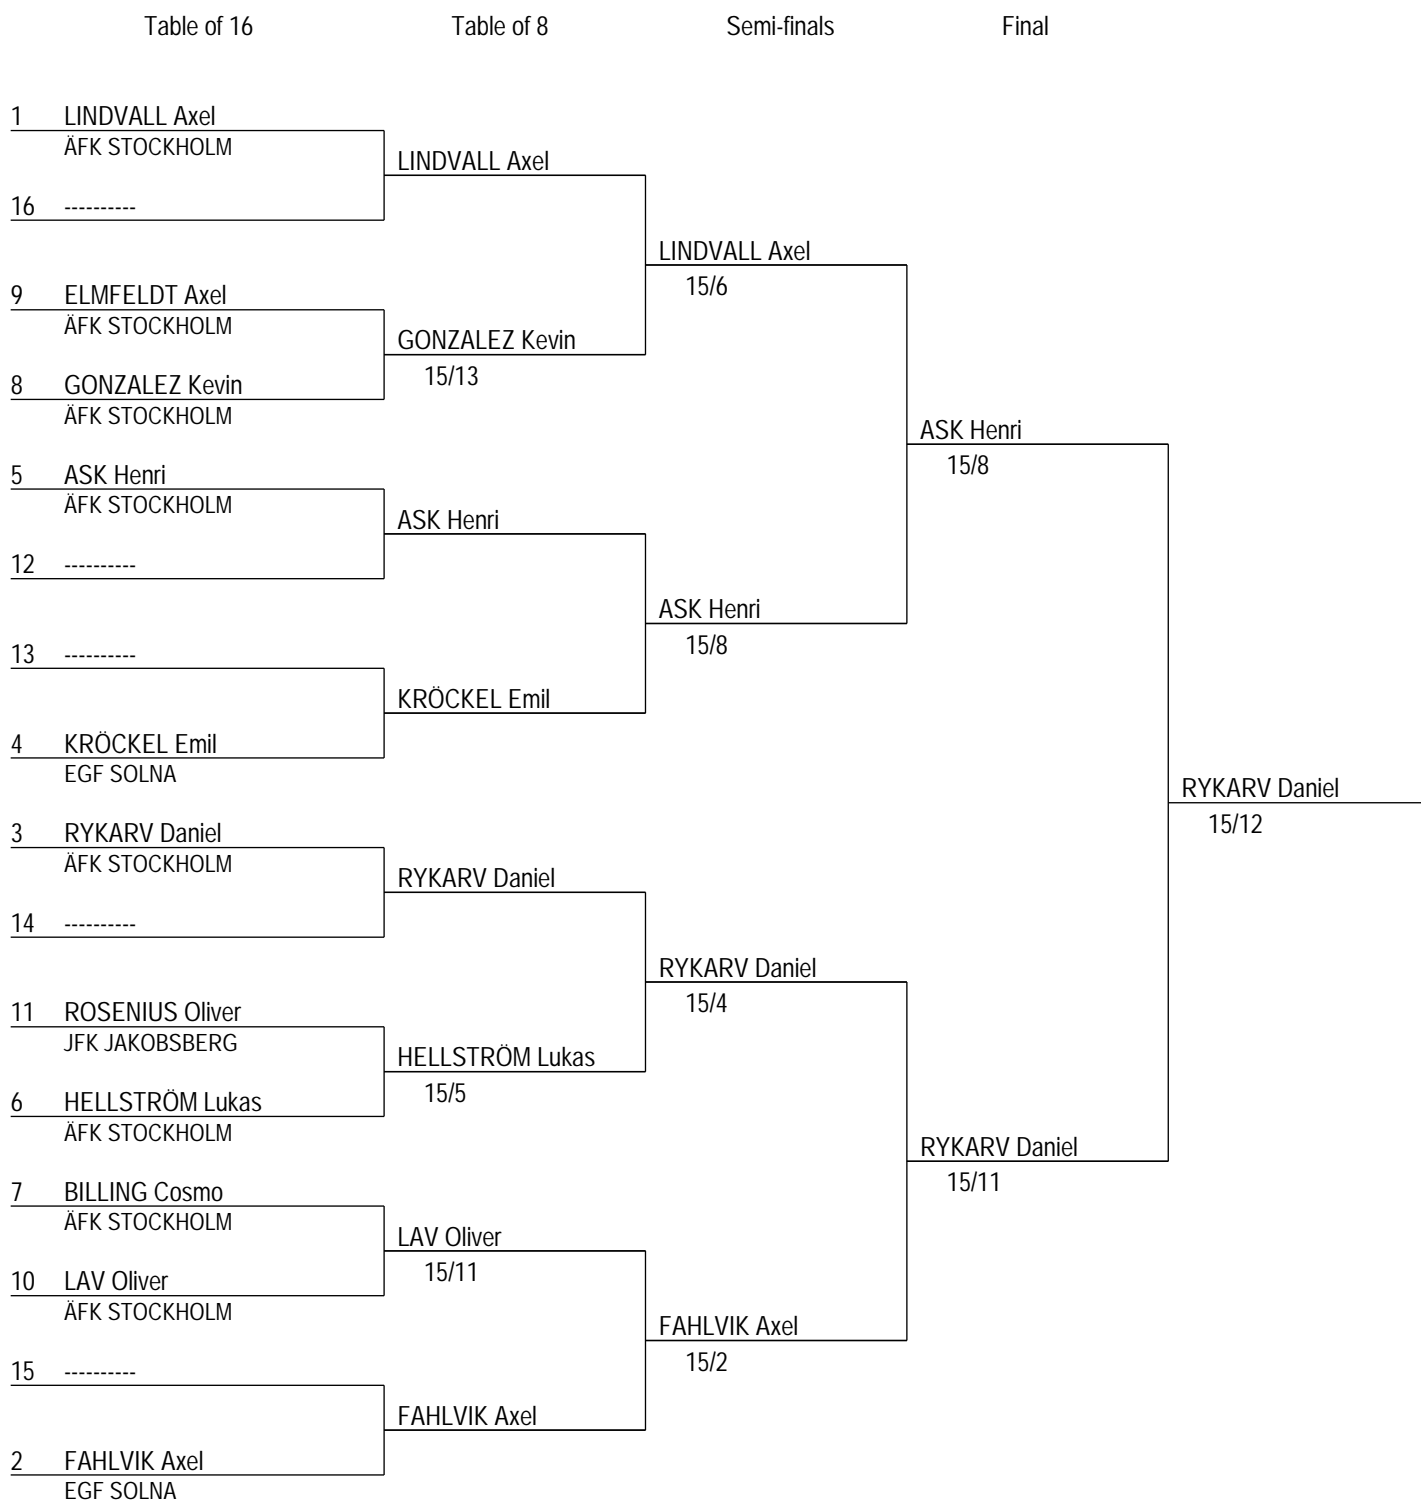 Table of 16 Table of 8 Semi-finals Final
1 LINDVALL Axel
ÄFK STOCKHOLM
LINDVALL Axel
16 ----------
LINDVALL Axel
15/6
9 ELMFELDT Axel
ÄFK STOCKHOLM
GONZALEZ Kevin
15/13
8 GONZALEZ Kevin
ÄFK STOCKHOLM
ASK Henri
15/8
5 ASK Henri
ÄFK STOCKHOLM
ASK Henri
12 ----------
ASK Henri
15/8
13 ----------
KRÖCKEL Emil
4 KRÖCKEL Emil
EGF SOLNA
RYKARV Daniel
15/12
3 RYKARV Daniel
ÄFK STOCKHOLM
RYKARV Daniel
14 ----------
RYKARV Daniel
15/4
11 ROSENIUS Oliver
JFK JAKOBSBERG
HELLSTRÖM Lukas
15/5
6 HELLSTRÖM Lukas
ÄFK STOCKHOLM
RYKARV Daniel
15/11
7 BILLING Cosmo
ÄFK STOCKHOLM
LAV Oliver
15/11
10 LAV Oliver
ÄFK STOCKHOLM
FAHLVIK Axel
15/2
15 ----------
FAHLVIK Axel
2 FAHLVIK Axel
EGF SOLNA